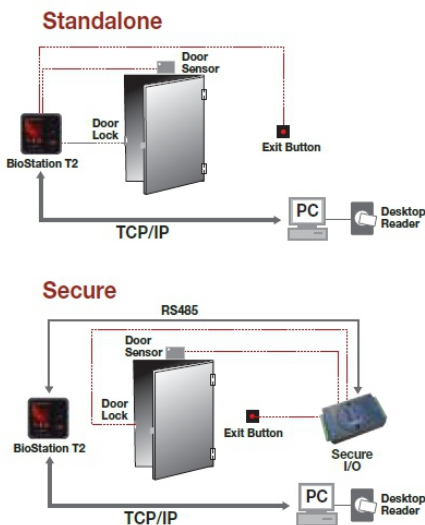 Standalone
Door
Sensor
Door
Lock
BioStation T2
Exit Button
PC
Desktop
Reader
TCP/IP
Secure
RS485
Door
Sensor
Door
Lock
BioStation T2
Exit Button
Secure
I/O
PC
Desktop
Reader
TCP/IP